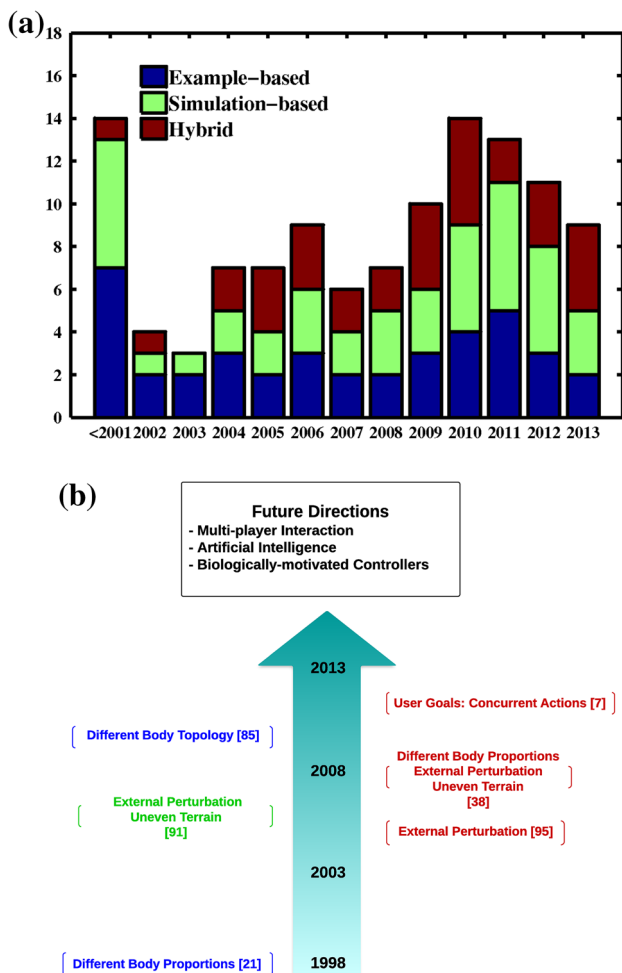 (a)
18
16
14
12
10
8
6
4
2
0
Example-based
Simulation-based
Hybrid
<2001 2002 2003 2004 2005 2006 2007 2008 2009 2010 2011 2012 2013
(b)
Future Directions
- Multi-player Interaction
- Artificial Intelligence
- Biologically-motivated Controllers
2013
User Goals: Concurrent Actions [7]
Different Body Topology [85]
2008
Different Body Proportions
External Perturbation
Uneven Terrain
[38]
External Perturbation
Uneven Terrain
[91]
External Perturbation [95]
2003
Different Body Proportions [21]
1998